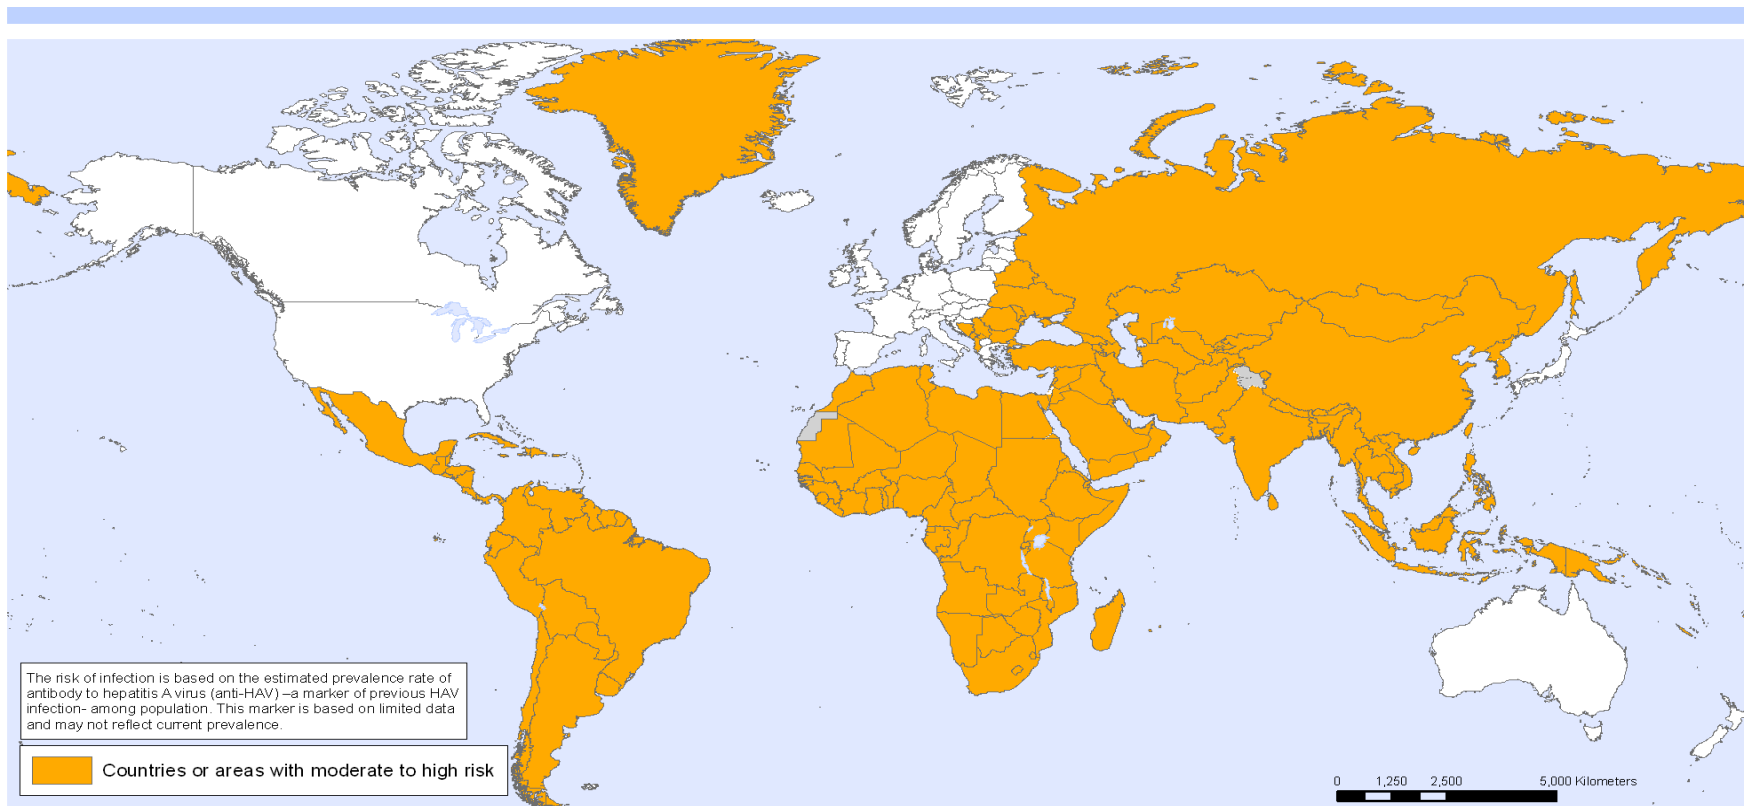 The risk of infection is based on the estimated prevalence rate of
antibody to hepatitis A virus (anti-HAV) –a marker of previous HAV
infection- among population. This marker is based on limited data
and may not reflect current prevalence.
Countries or areas with moderate to high risk
0 1,250 2,500 5,000 Kilometers